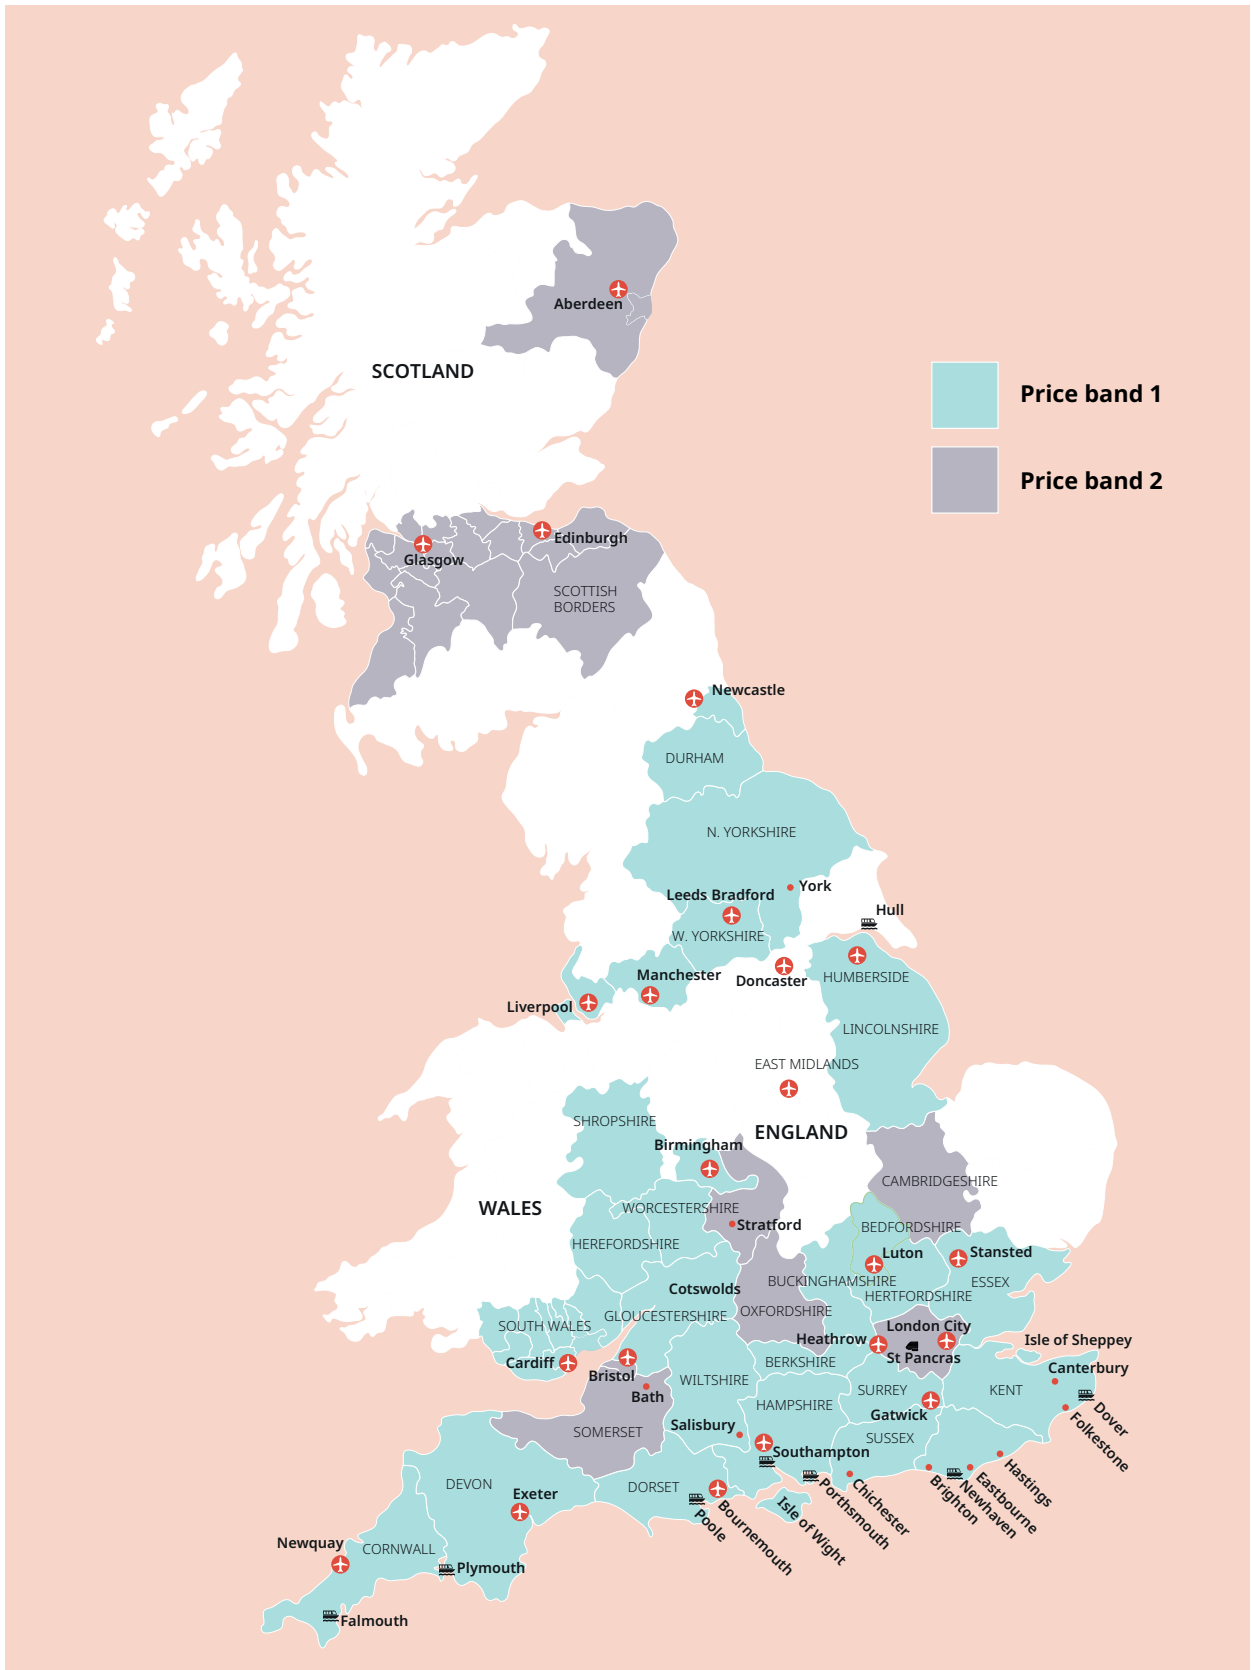 Aberdeen
SCOTLAND
Price band 1
Price band 2
Edinburgh
Glasgow
SCOTTISH
BORDERS
Newcastle
DURHAM
N. YORKSHIRE
York
Leeds Bradford
Hull
W. YORKSHIRE
Manchester
Doncaster
HUMBERSIDE
Liverpool
LINCOLNSHIRE
EAST MIDLANDS
SHROPSHIRE
ENGLAND
Birmingham
CAMBRIDGESHIRE
WALES
WORCESTERSHIRE
Stratford
BEDFORDSHIRE
HEREFORDSHIRE
Luton
Stansted
BUCKINGHAMSHIRE
ESSEX
Cotswolds
HERTFORDSHIRE
OXFORDSHIRE
GLOUCESTERSHIRE
SOUTH WALES
London City
Heathrow
Isle of Sheppey
St Pancras
Cardiff
BERKSHIRE
Canterbury
Bristol
WILTSHIRE
SURREY
KENT
Bath
HAMPSHIRE
Gatwick
Dover
Folkestone
Salisbury
SOMERSET
SUSSEX
Southampton
Hastings
Eastbourne
Newhaven
Brighton
Chichester
Porthsmouth
Isle of Wight
DEVON
DORSET
Exeter
Bournemouth
Poole
Newquay
CORNWALL
Plymouth
Falmouth